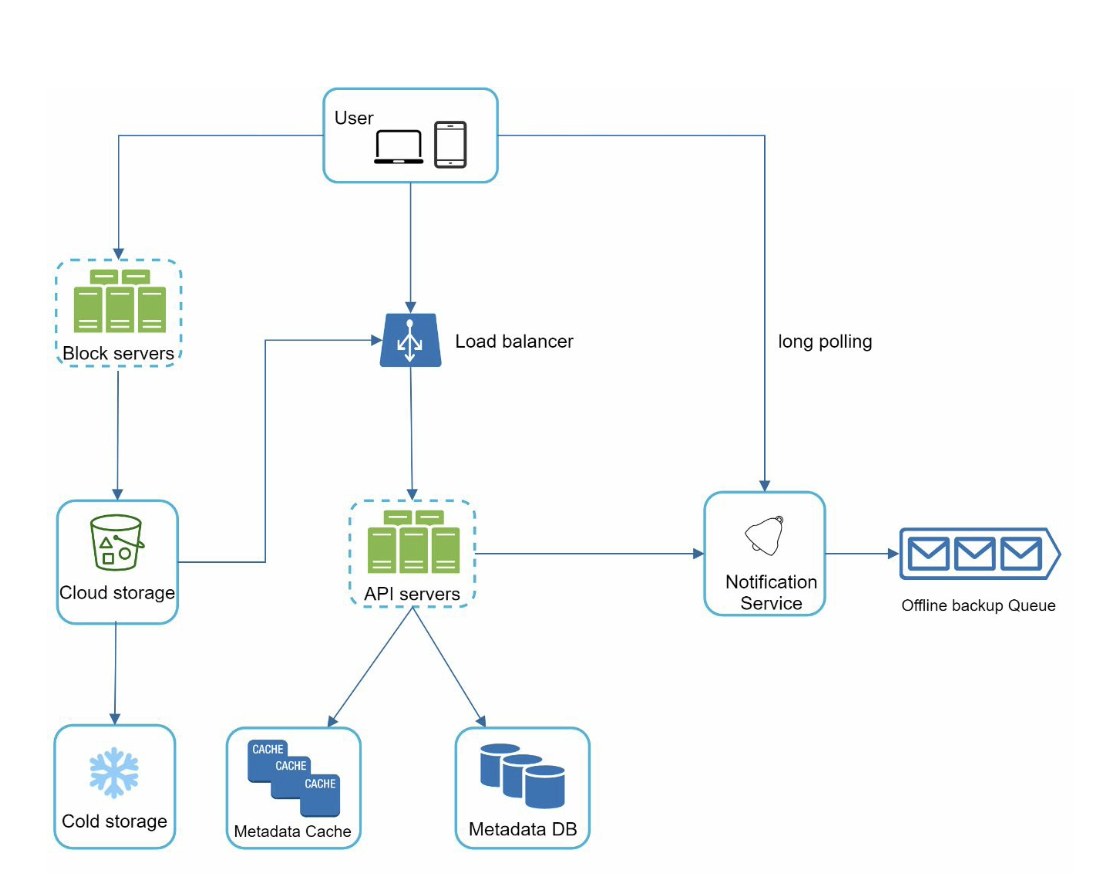 User
Block servers
Load balancer
long polling
Cloud storage
API servers
Notification
Service
Offline backup Queue
Cold storage
CACHE
CACHE
CACHE
Metadata Cache
Metadata DB